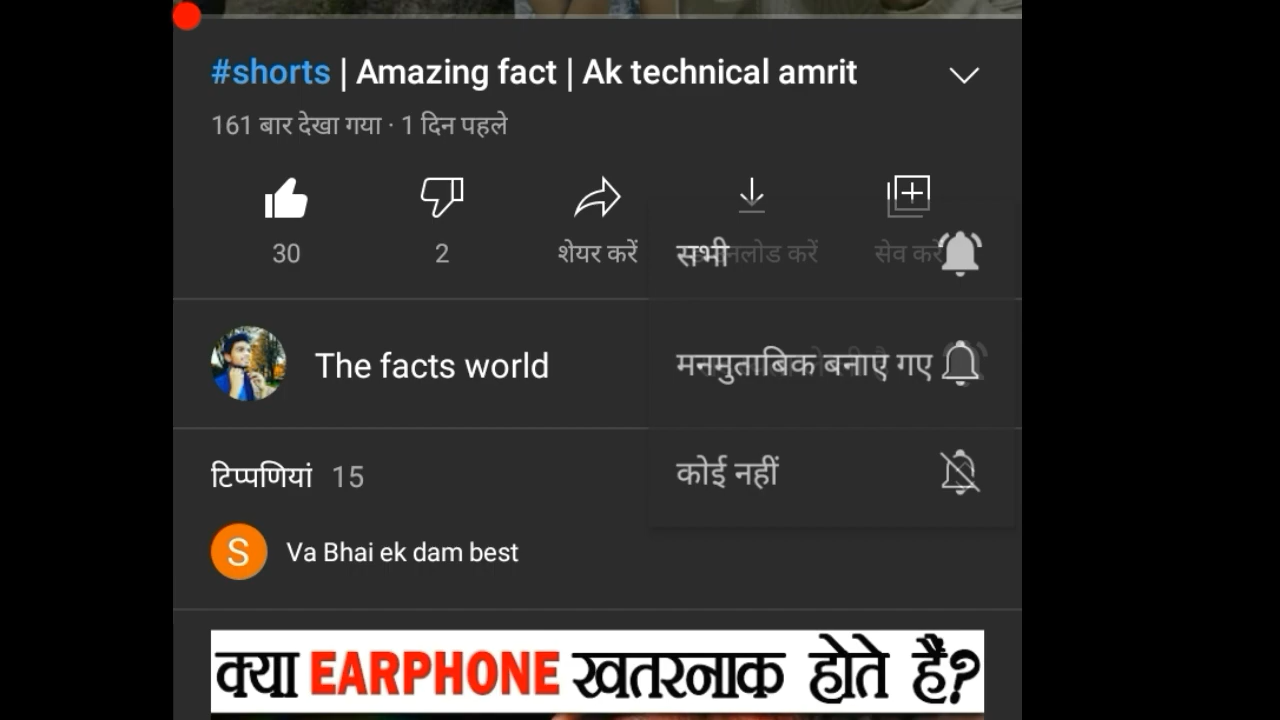 #shorts | Amazing fact | Ak technical amrit
161 बार देखा गया · 1 दिन पहले
30 2 शेयर करें सेव करें
सभी
The facts world
मनमुताबिक बनाए गए
कोई नहीं
टिप्पणियां 15
S Va Bhai ek dam best
क्या EARPHONE खतरनाक होते हैं?